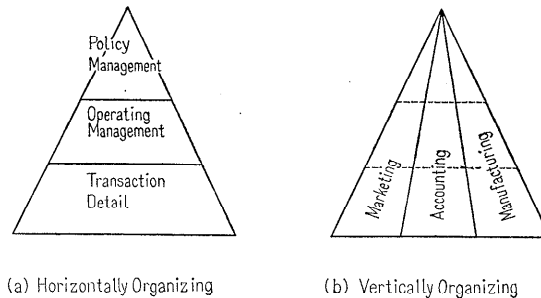 Policy
Management
Operating
Management
Transaction
Detail
Marketing
Accounting
Manufacturing
(a) Horizontally Organizing
(b) Vertically Organizing